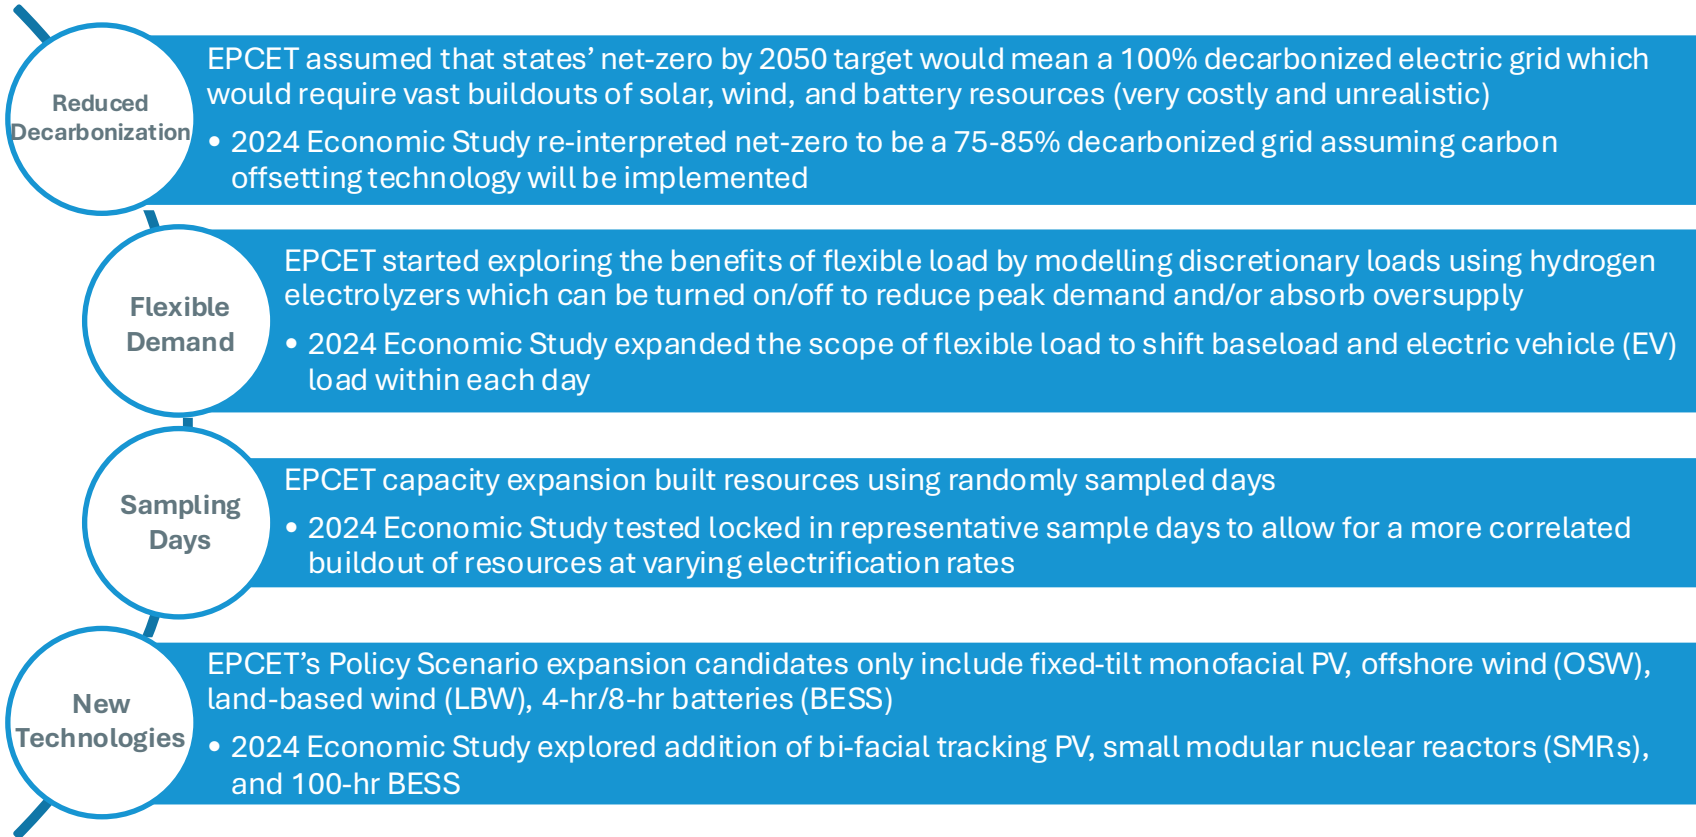 Reduced
Decarbonization
EPCET assumed that states’ net-zero by 2050 target would mean a 100% decarbonized electric grid which
would require vast buildouts of solar, wind, and battery resources (very costly and unrealistic)
• 2024 Economic Study re-interpreted net-zero to be a 75-85% decarbonized grid assuming carbon
offsetting technology will be implemented
Flexible
Demand
EPCET started exploring the benefits of flexible load by modelling discretionary loads using hydrogen
electrolyzers which can be turned on/off to reduce peak demand and/or absorb oversupply
• 2024 Economic Study expanded the scope of flexible load to shift baseload and electric vehicle (EV)
load within each day
Sampling
Days
EPCET capacity expansion built resources using randomly sampled days
• 2024 Economic Study tested locked in representative sample days to allow for a more correlated
buildout of resources at varying electrification rates
New
Technologies
EPCET’s Policy Scenario expansion candidates only include fixed-tilt monofacial PV, offshore wind (OSW),
land-based wind (LBW), 4-hr/8-hr batteries (BESS)
• 2024 Economic Study explored addition of bi-facial tracking PV, small modular nuclear reactors (SMRs),
and 100-hr BESS